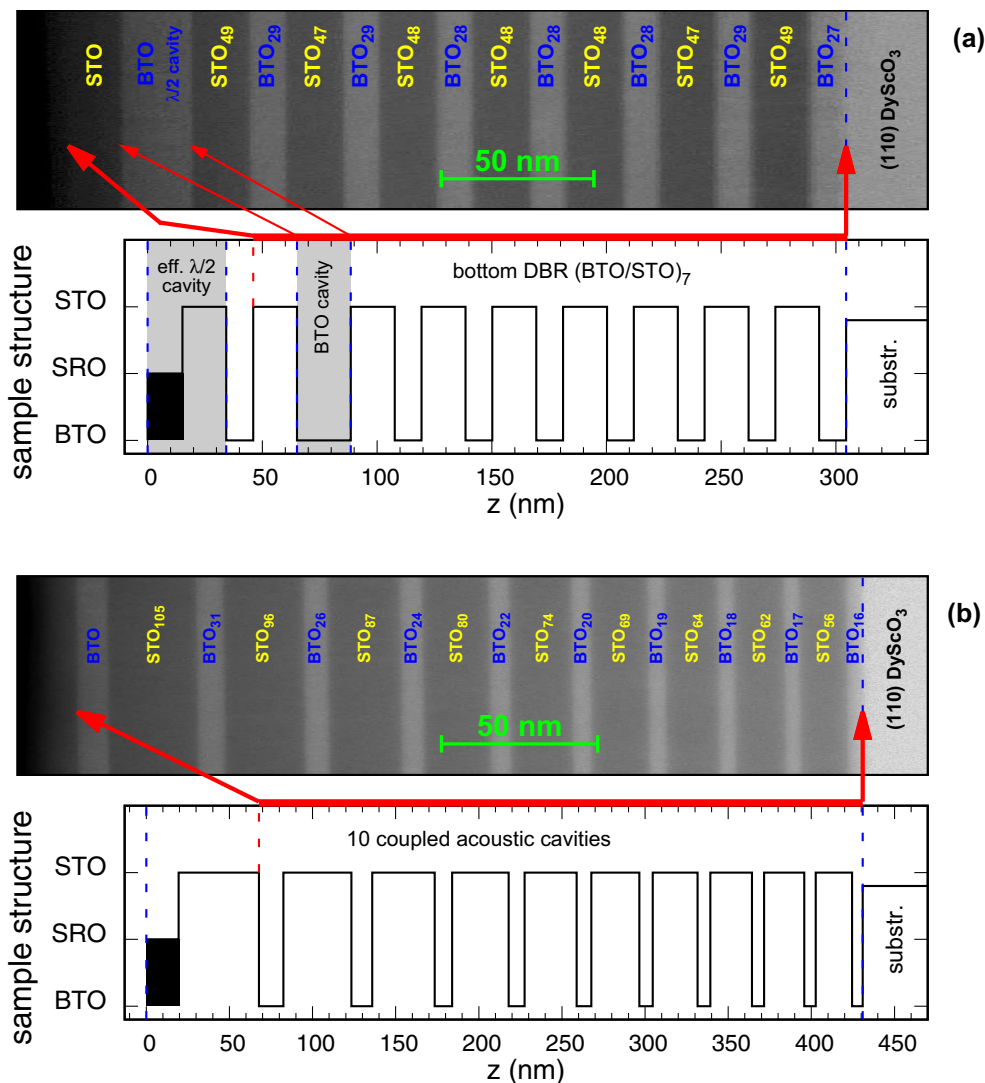 (a)
STO
BTO
λ/2 cavity
STO49
BTO29
STO47
BTO29
STO48
BTO28
STO48
BTO28
STO48
BTO28
STO47
BTO29
STO49
BTO27
(110) DyScO3
50 nm
sample structure
STO
SRO
BTO
eff. λ/2
cavity
BTO cavity
bottom DBR (BTO/STO)7
substr.
0 50 100 150 200 250 300
z (nm)
(b)
BTO
STO105
BTO31
STO96
BTO26
STO87
BTO24
STO80
BTO22
STO74
BTO20
STO69
BTO19
STO64
BTO18
STO62
BTO17
STO56
BTO16
(110) DyScO3
50 nm
sample structure
STO
SRO
BTO
10 coupled acoustic cavities
substr.
0 50 100 150 200 250 300 350 400 450
z (nm)